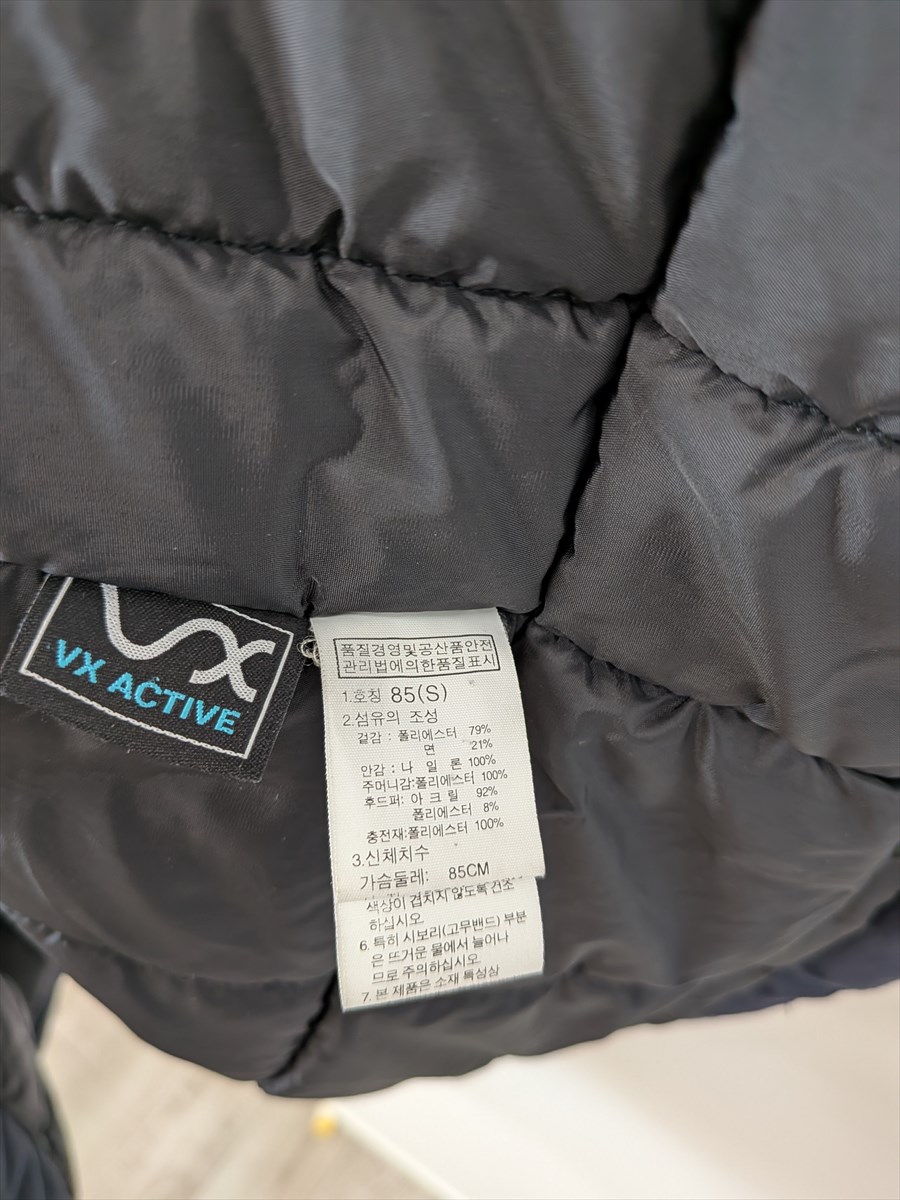 VX
VX ACTIVE
품질경영및공산품안전
관리법에의한품질표시
1.호칭 85(S)
2.섬유의 조성
겉감 : 폴리에스터 79%
면 21%
안감 : 나 일 론 100%
주머니감:폴리에스터 100%
후드퍼: 아 크 릴 92%
폴리에스터 8%
충전재:폴리에스터 100%
3.신체치수
가슴둘레: 85CM
색상이 겹치지 않도록 건조
하십시오
6. 특히 시보리(고무밴드) 부분
은 뜨거운 물에서 늘어나
므로 주의하십시오
7. 본 제품은 소재 특성상